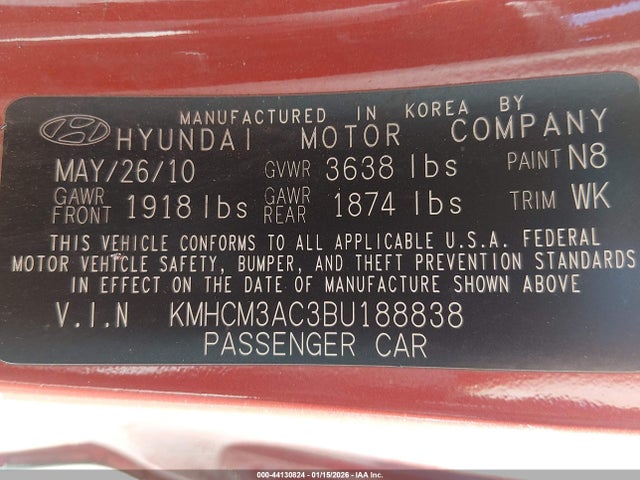 MANUFACTURED IN KOREA BY
HYUNDAI MOTOR COMPANY
MAY/26/10 GVWR 3638 lbs PAINT N8
GAWR FRONT 1918 lbs GAWR REAR 1874 lbs TRIM WK
THIS VEHICLE CONFORMS TO ALL APPLICABLE U.S.A. FEDERAL
MOTOR VEHICLE SAFETY, BUMPER, AND THEFT PREVENTION STANDARDS
IN EFFECT ON THE DATE OF MANUFACTURE SHOWN ABOVE
V.I.N KMHCM3AC3BU188838
PASSENGER CAR
000-44130824 - 01/15/2026 - IAA Inc.